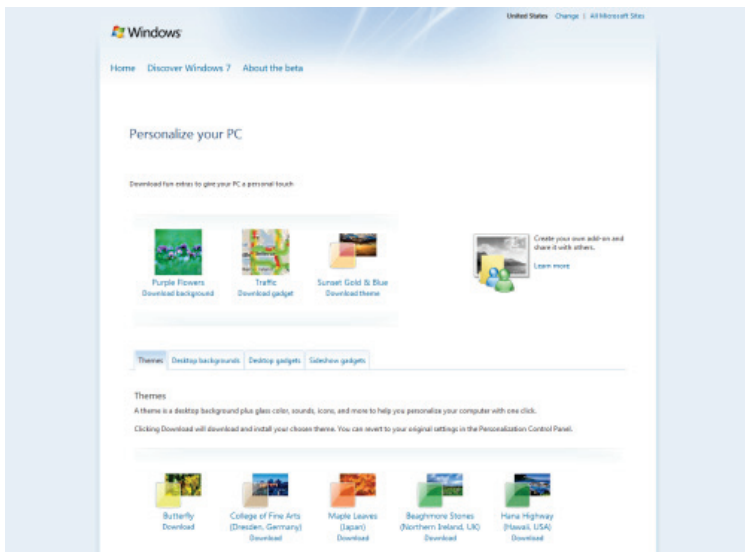 United States Change | All Microsoft Sites
Windows
Home Discover Windows 7 About the beta
Personalize your PC
Download fun extras to give your PC a personal touch
Create your own add-on and
share it with others.
Learn more
Purple Flowers
Download background
Traffic
Download gadget
Sunset Gold & Blue
Download theme
Themes Desktop backgrounds Desktop gadgets Sideshow gadgets
Themes
A theme is a desktop background plus glass color, sounds, icons, and more to help you personalize your computer with one click.
Clicking Download will download and install your chosen theme. You can revert to your original settings in the Personalization Control Panel.
Butterfly
Download
College of Fine Arts
(Dresden, Germany)
Download
Maple Leaves
(Japan)
Download
Beaghmore Stones
(Northern Ireland, UK)
Download
Hana Highway
(Hawaii, USA)
Download